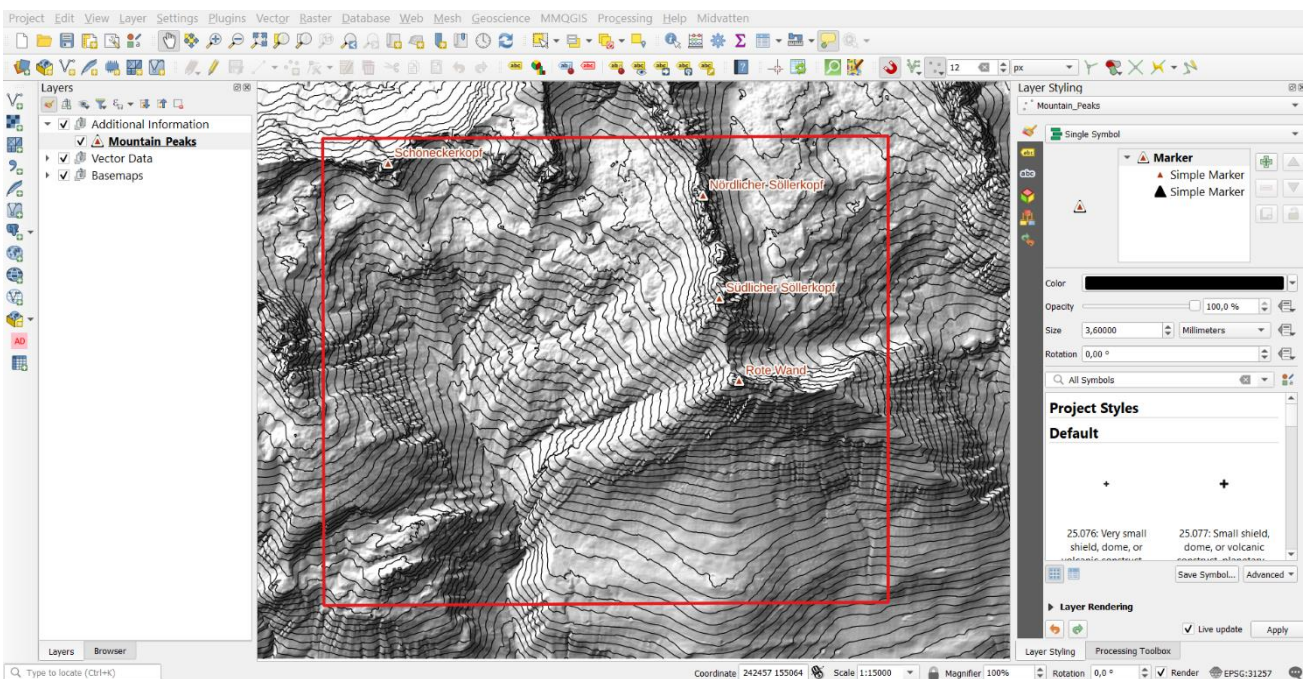 Project Edit View Layer Settings Plugins Vector Raster Database Web Mesh Geoscience MMQGIS Processing Help Midvatten
12
px
Layers
Additional Information
Mountain_Peaks
Vector Data
Basemaps
AD
Layers Browser
Schöneckerkopf
Nördlicher Söllerkopf
Südlicher Söllerkopf
Rote Wand
Layer Styling
Mountain_Peaks
Single Symbol
Marker
Simple Marker
Simple Marker
Color
Opacity 100,0 %
Size 3,60000 Millimeters
Rotation 0,00 °
All Symbols
Project Styles
Default
25.076: Very small
shield, dome, or
25.077: Small shield,
dome, or volcanic
Save Symbol... Advanced
Layer Rendering
Live update Apply
Layer Styling Processing Toolbox
Type to locate (Ctrl+K) Coordinate 242457 155064 Scale 1:15000 Magnifier 100% Rotation 0,0 ° Render EPSG:31257